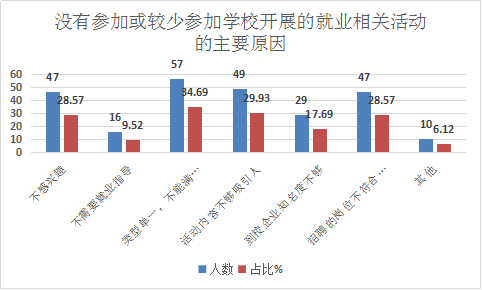 没有参加或较少参加学校开展的就业相关活动
的主要原因
60
50
40
30
20
10
0
47
28.57
16
9.52
57
34.69
49
29.93
29
17.69
47
28.57
10
6.12
不感兴趣
不需要就业指导
类型单一，不能满…
活动内容不够吸引人
到校企业知名度不够
招聘的岗位不符合…
其他
人数
占比%